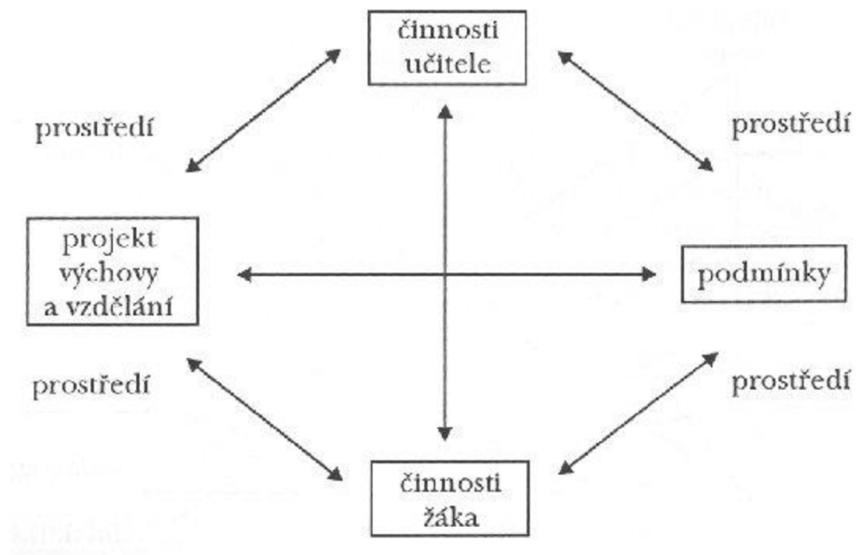 činnosti
učitele
prostředí
prostředí
projekt
výchovy
a vzdělání
podmínky
prostředí
prostředí
činnosti
žáka